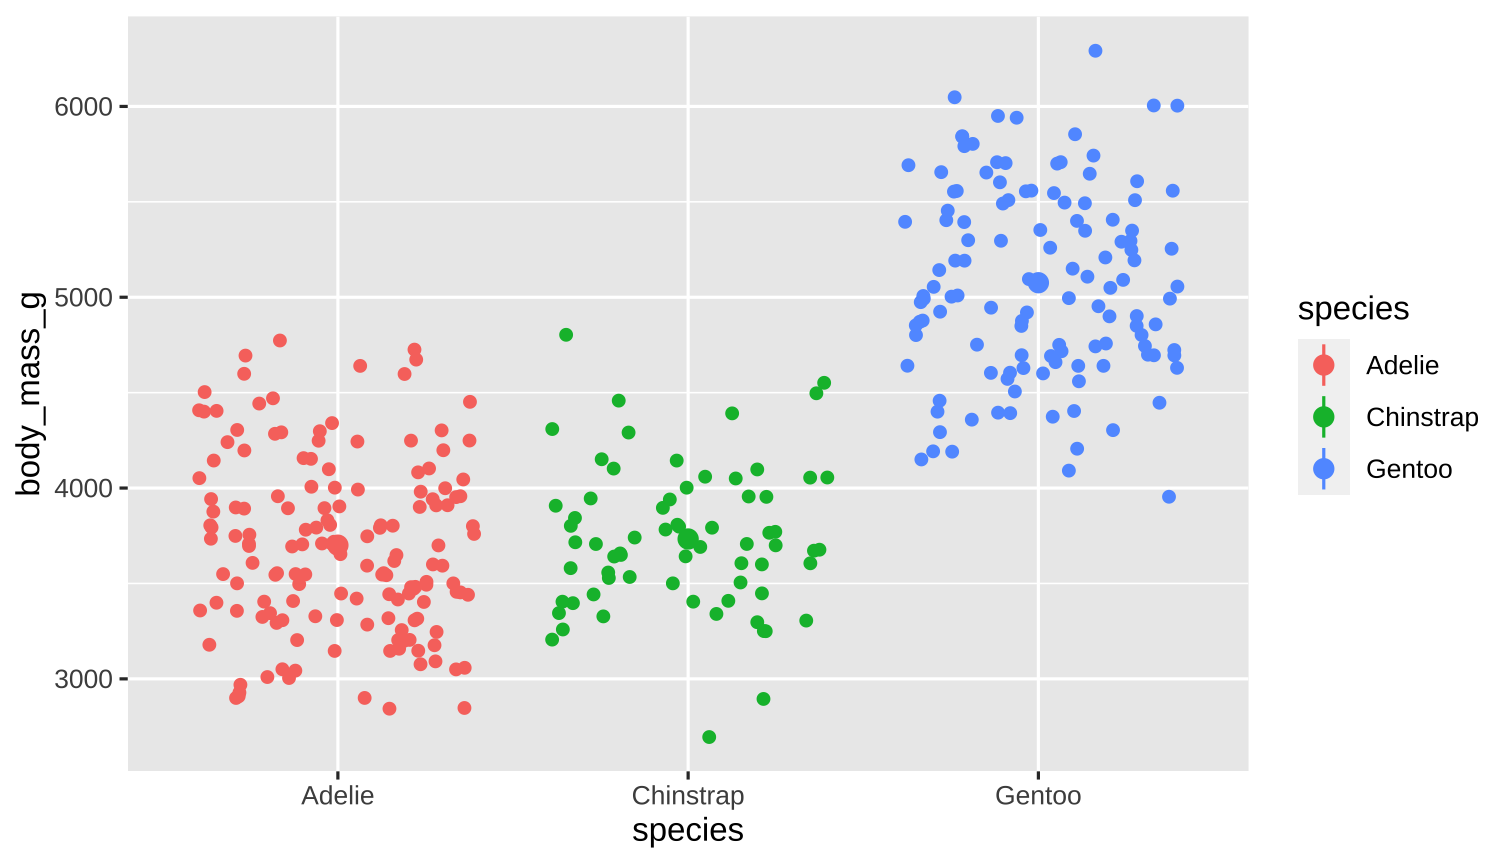 body_mass_g
6000
5000
4000
3000
Adelie
Chinstrap
Gentoo
species
species
Adelie
Chinstrap
Gentoo